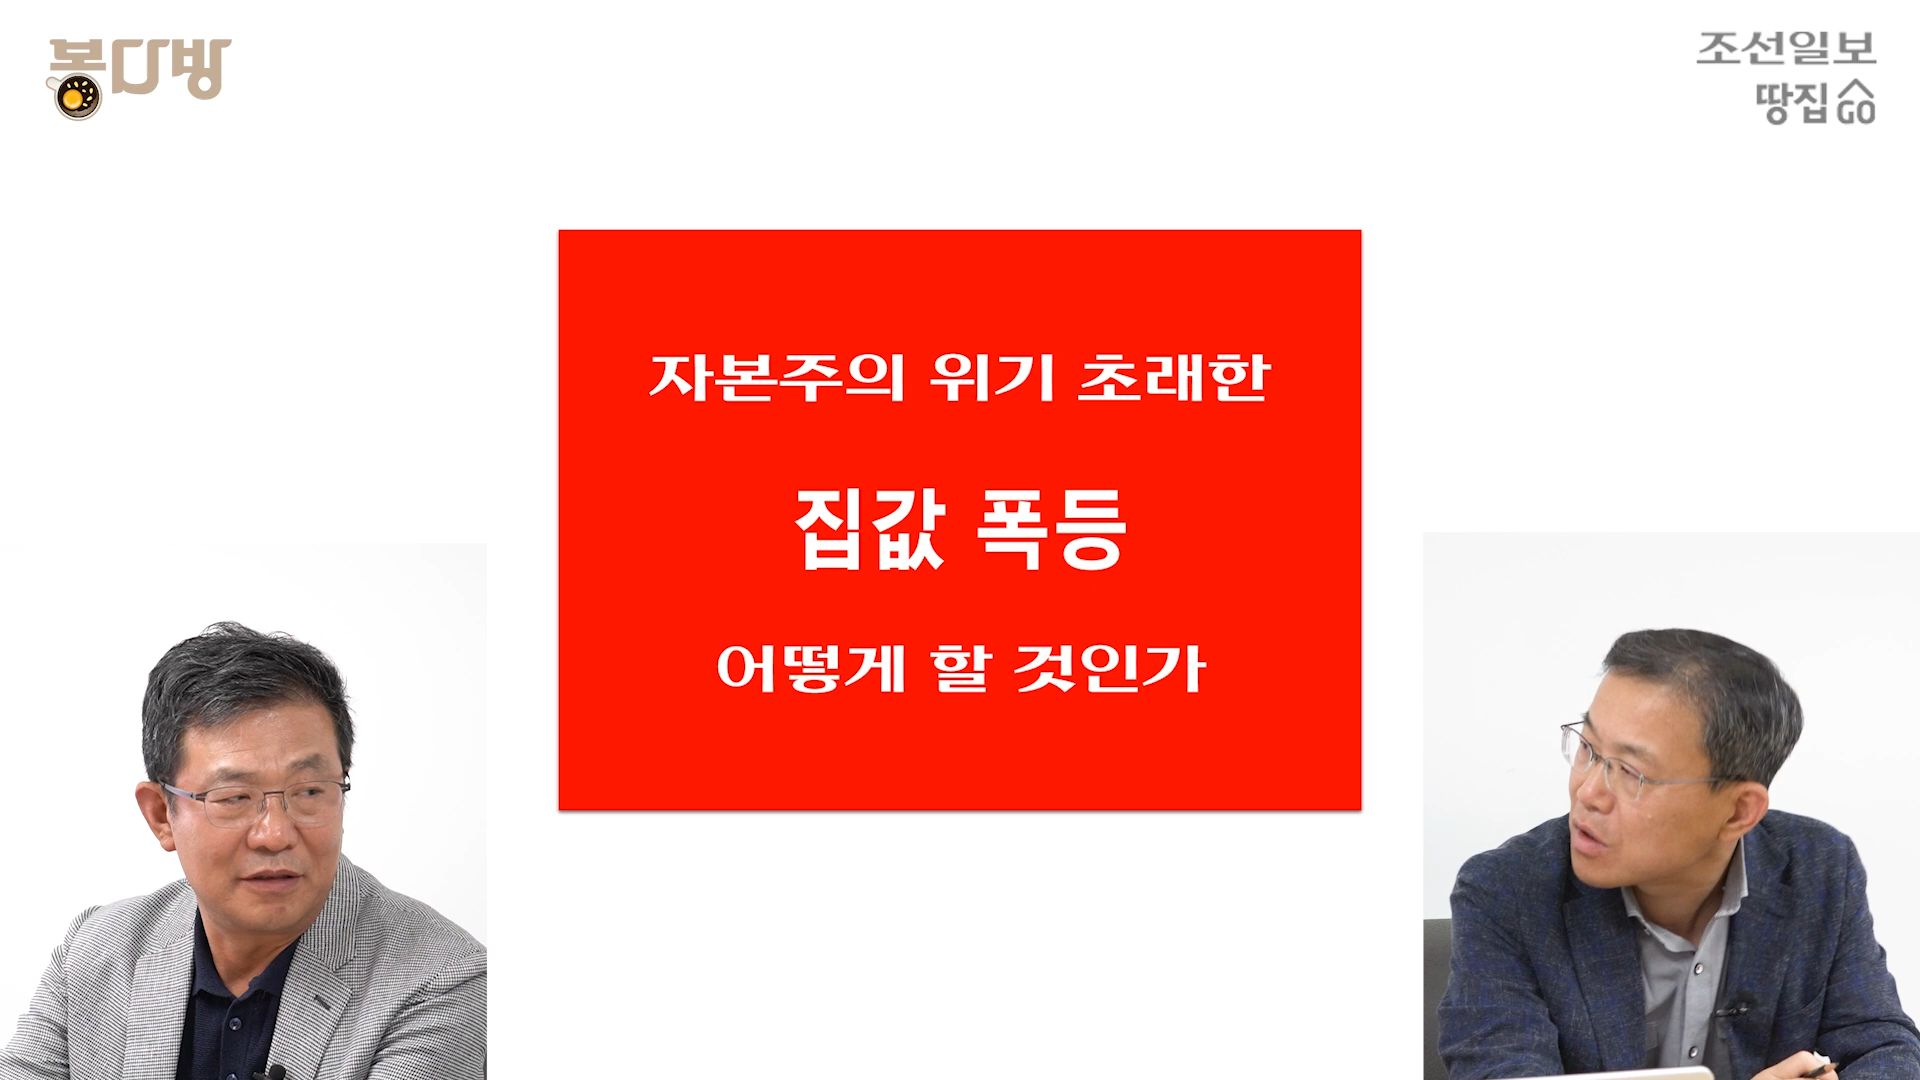 봉다방
조선일보
땅집GO
자본주의 위기 초래한
집값 폭등
어떻게 할 것인가